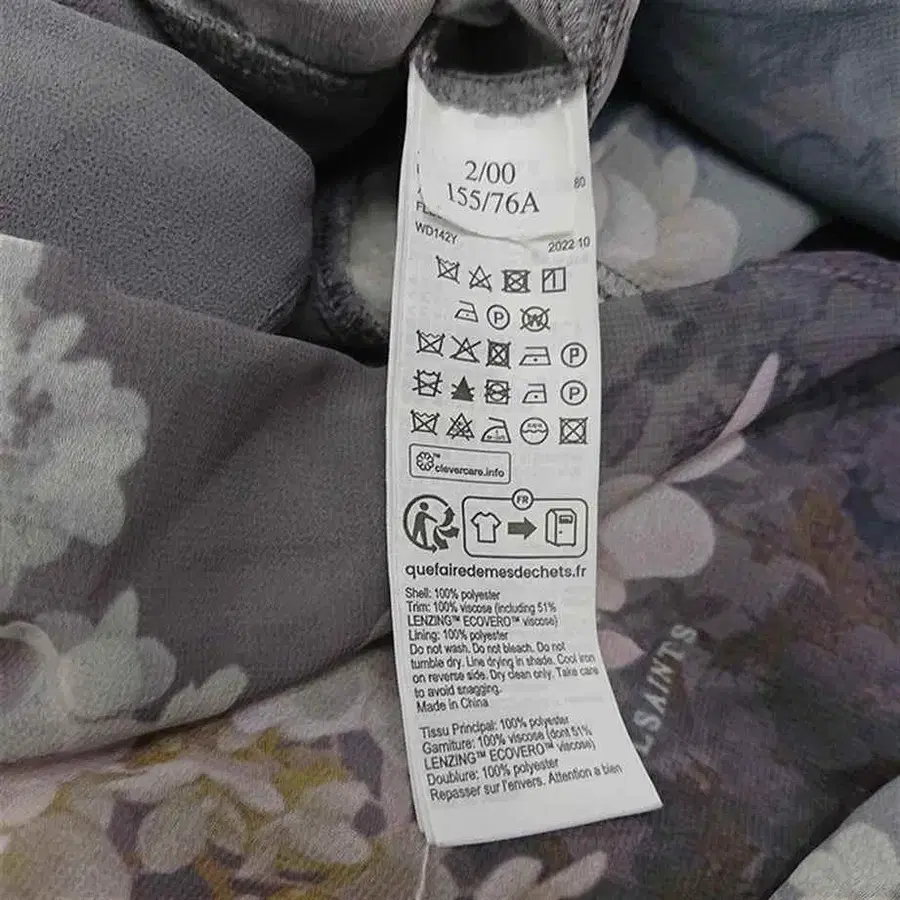 2/00
155/76A
80
WD142Y
2022 10
P
W
P
P
™
clevercare.info
FR
quefairedemesdechets.fr
Shell: 100% polyester
Trim: 100% viscose (including 51%
LENZING™ ECOVERO™ viscose)
Lining: 100% polyester
Do not wash. Do not bleach. Do not
tumble dry. Line drying in shade. Cool iron
on reverse side. Dry clean only. Take care
to avoid snagging.
Made in China
Tissu Principal: 100% polyester
Garniture: 100% viscose (dont 51%
LENZING™ ECOVERO™ viscose)
Doublure: 100% polyester
Repasser sur l'envers. Attention a bien
LSAINTS